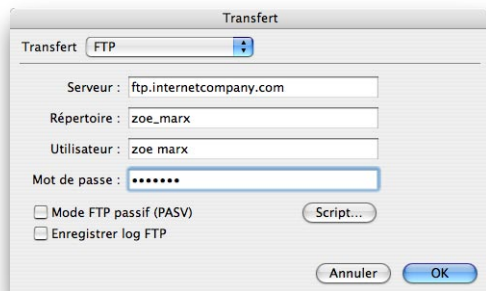 Transfert
Transfert FTP
Serveur : ftp.internetcompany.com
Répertoire : zoe_marx
Utilisateur : zoe marx
Mot de passe : •••••••
Mode FTP passif (PASV) Script...
Enregistrer log FTP
Annuler OK